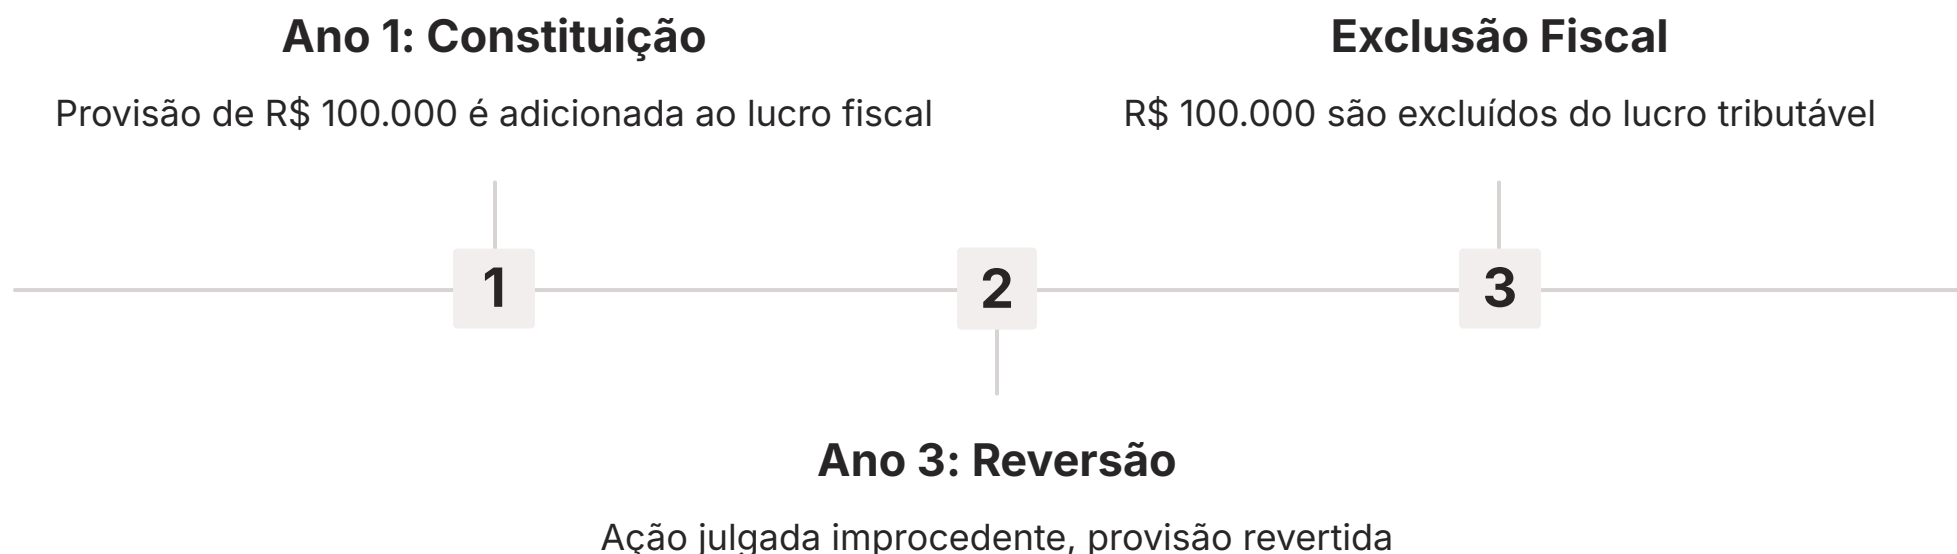 Ano 1: Constituição
Provisão de R$ 100.000 é adicionada ao lucro fiscal
Exclusão Fiscal
R$ 100.000 são excluídos do lucro tributável
1
2
3
Ano 3: Reversão
Ação julgada improcedente, provisão revertida